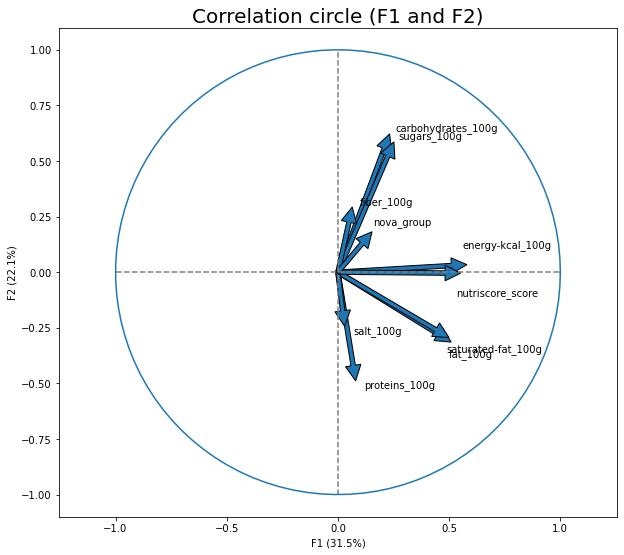 Correlation circle (F1 and F2)
1.00
0.75
0.50
0.25
0.00
−0.25
−0.50
−0.75
−1.00
F2 (22.1%)
carbohydrates_100g
sugars_100g
fiber_100g
nova_group
energy-kcal_100g
nutriscore_score
salt_100g
saturated-fat_100g
fat_100g
proteins_100g
−1.0
−0.5
0.0
0.5
1.0
F1 (31.5%)